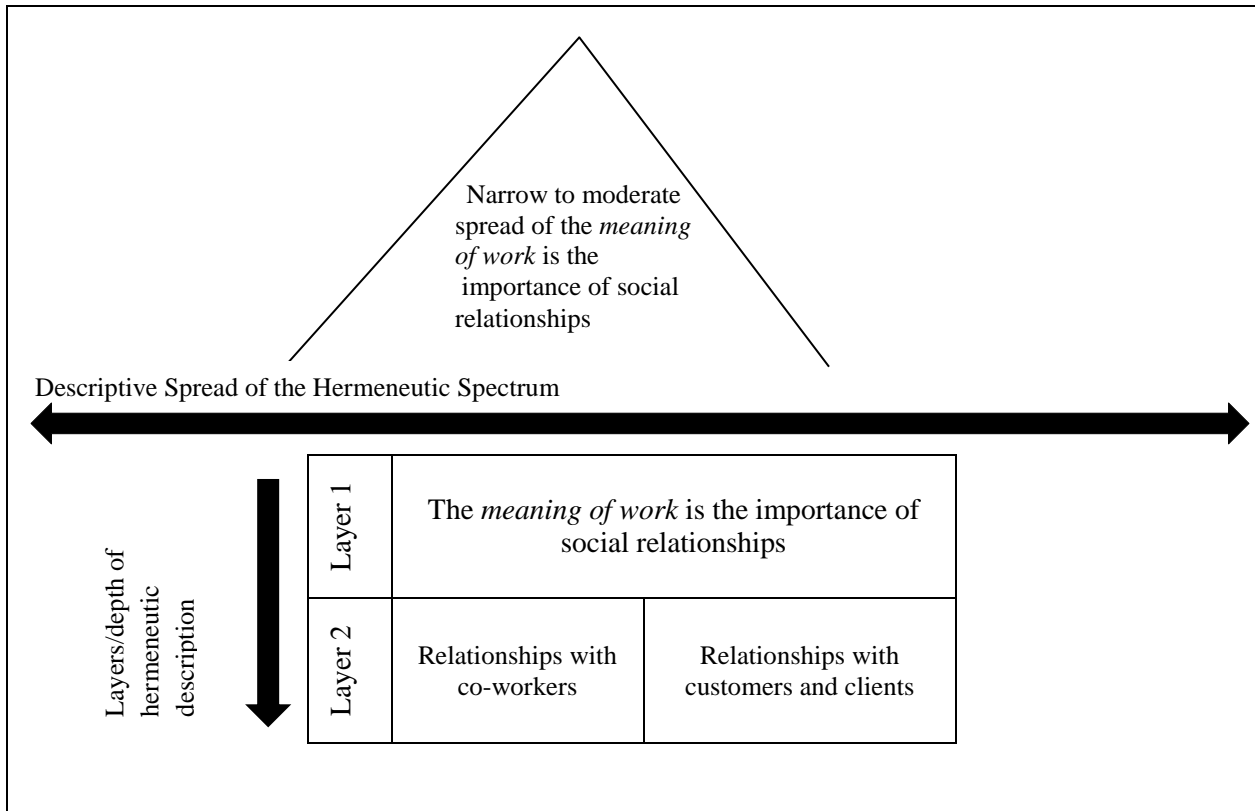 Narrow to moderate
spread of the meaning
of work is the
importance of social
relationships
Descriptive Spread of the Hermeneutic Spectrum
Layers/depth of
hermeneutic
description
Layer 1
The meaning of work is the importance of
social relationships
Layer 2
Relationships with
co-workers
Relationships with
customers and clients